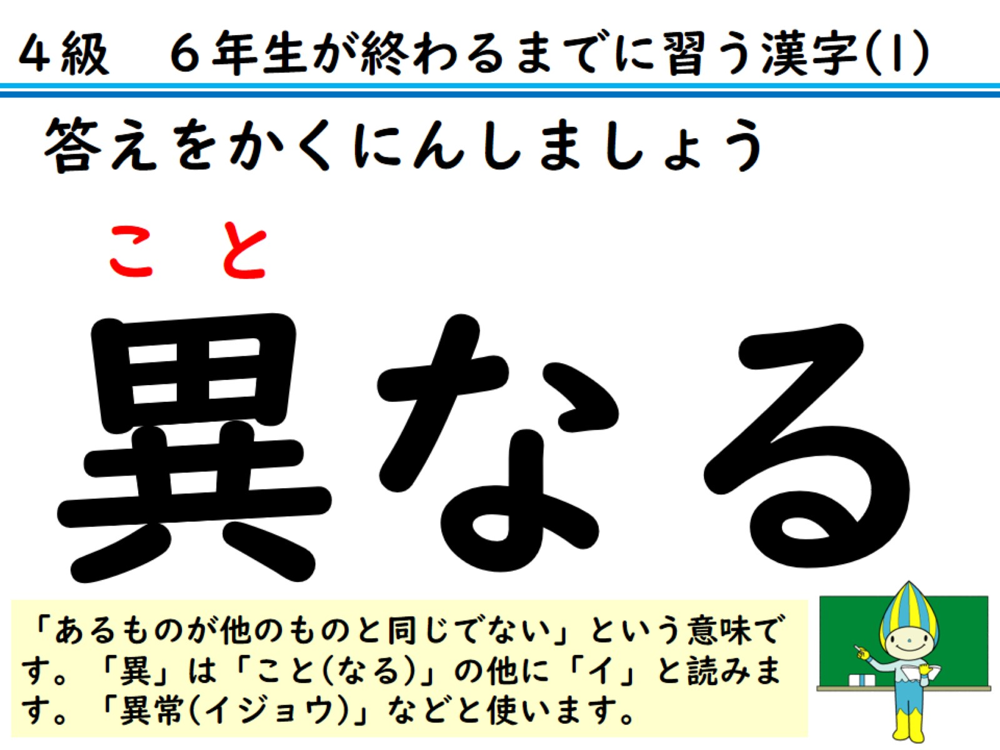 ４級　６年生が終わるまでに習う漢字(1)
答えをかくにんしましょう
こと
異なる
「あるものが他のものと同じでない」という意味で
す。「異」は「こと(なる)」の他に「イ」と読みま
す。「異常(イジョウ)」などと使います。